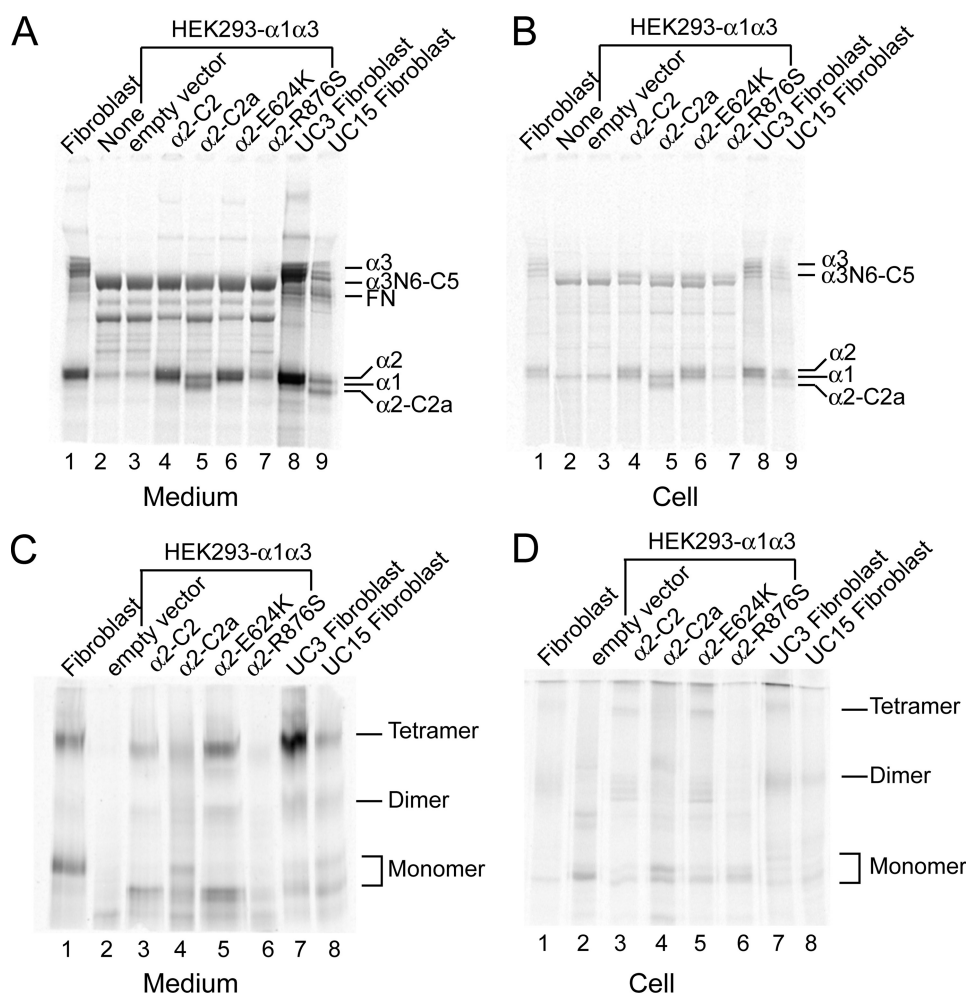 A
HEK293-α1α3
Fibroblast
None
empty vector
α2-C2
α2-C2a
α2-E624K
α2-R876S
UC3 Fibroblast
UC15 Fibroblast
α3
α3N6-C5
FN
α2
α1
α2-C2a
1 2 3 4 5 6 7 8 9
Medium
B
HEK293-α1α3
Fibroblast
None
empty vector
α2-C2
α2-C2a
α2-E624K
α2-R876S
UC3 Fibroblast
UC15 Fibroblast
α3
α3N6-C5
α2
α1
α2-C2a
1 2 3 4 5 6 7 8 9
Cell
C
HEK293-α1α3
Fibroblast
empty vector
α2-C2
α2-C2a
α2-E624K
α2-R876S
UC3 Fibroblast
UC15 Fibroblast
Tetramer
Dimer
Monomer
1 2 3 4 5 6 7 8
Medium
D
HEK293-α1α3
Fibroblast
empty vector
α2-C2
α2-C2a
α2-E624K
α2-R876S
UC3 Fibroblast
UC15 Fibroblast
Tetramer
Dimer
Monomer
1 2 3 4 5 6 7 8
Cell